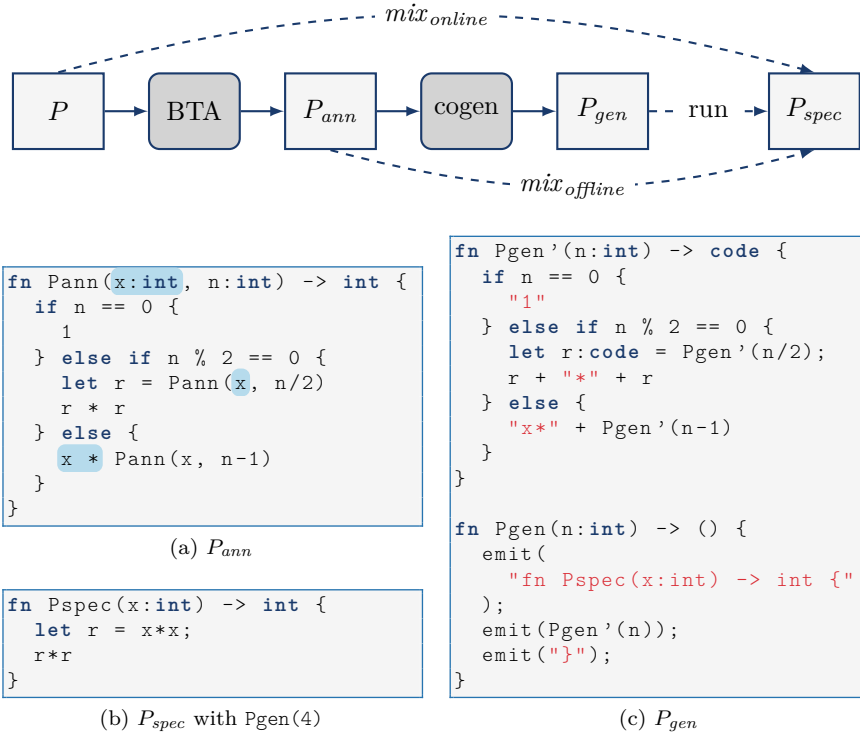 mix_online
P BTA P_ann cogen P_gen run P_spec
mix_offline
fn Pann(x:int, n:int) -> int {
  if n == 0 {
    1
  } else if n % 2 == 0 {
    let r = Pann(x, n/2)
    r * r
  } else {
    x * Pann(x, n-1)
  }
}
(a) P_ann
fn Pspec(x:int) -> int {
  let r = x*x;
  r*r
}
(b) P_spec with Pgen(4)
fn Pgen'(n:int) -> code {
  if n == 0 {
    "1"
  } else if n % 2 == 0 {
    let r:code = Pgen'(n/2);
    r + "*" + r
  } else {
    "x*" + Pgen'(n-1)
  }
}
fn Pgen(n:int) -> () {
  emit(
    "fn Pspec(x:int) -> int {"
  );
  emit(Pgen'(n));
  emit("}");
}
(c) P_gen